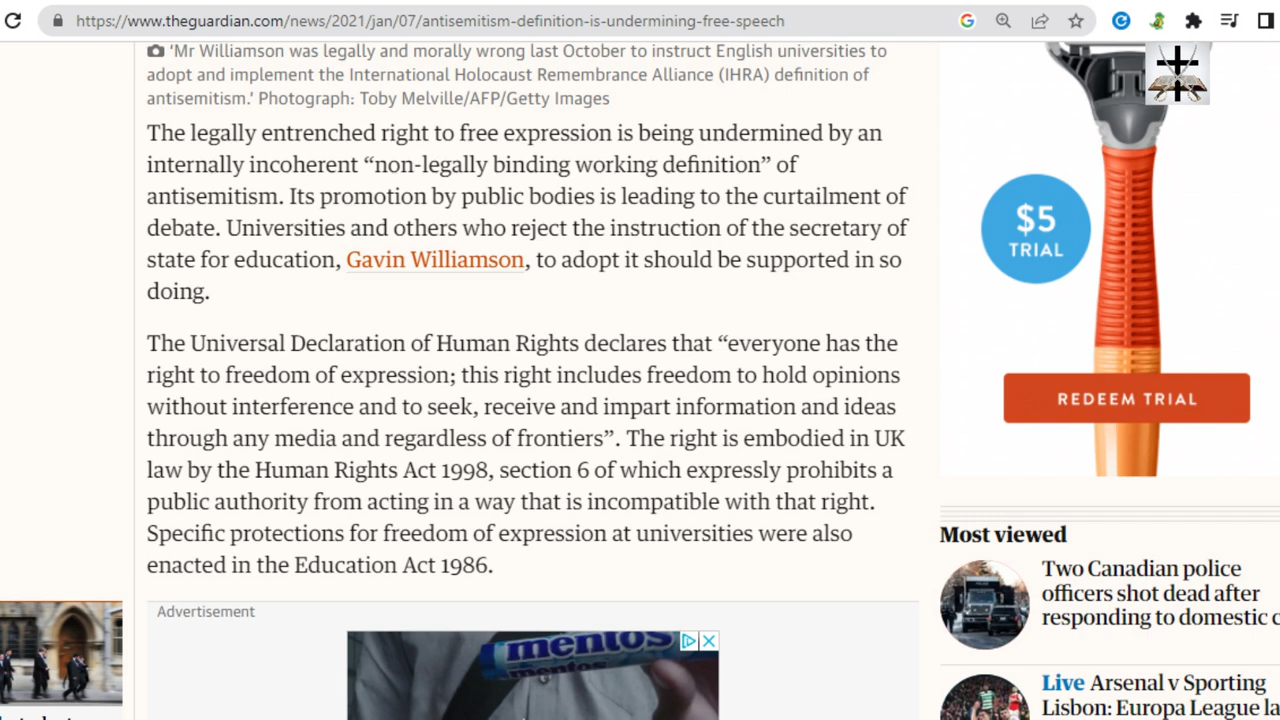 https://www.theguardian.com/news/2021/jan/07/antisemitism-definition-is-undermining-free-speech
‘Mr Williamson was legally and morally wrong last October to instruct English universities to
adopt and implement the International Holocaust Remembrance Alliance (IHRA) definition of
antisemitism.’ Photograph: Toby Melville/AFP/Getty Images
The legally entrenched right to free expression is being undermined by an
internally incoherent “non-legally binding working definition” of
antisemitism. Its promotion by public bodies is leading to the curtailment of
debate. Universities and others who reject the instruction of the secretary of
state for education, Gavin Williamson, to adopt it should be supported in so
doing.
The Universal Declaration of Human Rights declares that “everyone has the
right to freedom of expression; this right includes freedom to hold opinions
without interference and to seek, receive and impart information and ideas
through any media and regardless of frontiers”. The right is embodied in UK
law by the Human Rights Act 1998, section 6 of which expressly prohibits a
public authority from acting in a way that is incompatible with that right.
Specific protections for freedom of expression at universities were also
enacted in the Education Act 1986.
Advertisement
mentos
mentos
$5
TRIAL
REDEEM TRIAL
Most viewed
Two Canadian police
officers shot dead after
responding to domestic c
Live Arsenal v Sporting
Lisbon: Europa League la